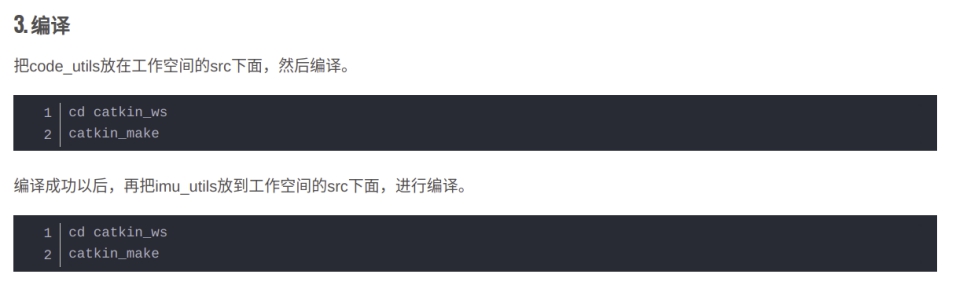 3. 编译
把code_utils放在工作空间的src下面，然后编译。
1 cd catkin_ws
2 catkin_make
编译成功以后，再把imu_utils放到工作空间的src下面，进行编译。
1 cd catkin_ws
2 catkin_make